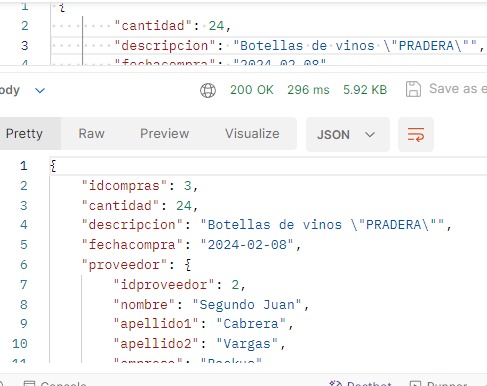 1 {
2 "cantidad": 24,
3 "descripcion": "Botellas de vinos \"PRADERA\"",
4 "fechacompra": "2024-02-08"
ody 200 OK 296 ms 5.92 KB Save as e
Pretty Raw Preview Visualize JSON
1 {
2 "idcompras": 3,
3 "cantidad": 24,
4 "descripcion": "Botellas de vinos \"PRADERA\"",
5 "fechacompra": "2024-02-08",
6 "proveedor": {
7 "idproveedor": 2,
8 "nombre": "Segundo Juan",
9 "apellido1": "Cabrera",
10 "apellido2": "Vargas",
11 "empresa": "Backus"
Console Postbot Runner